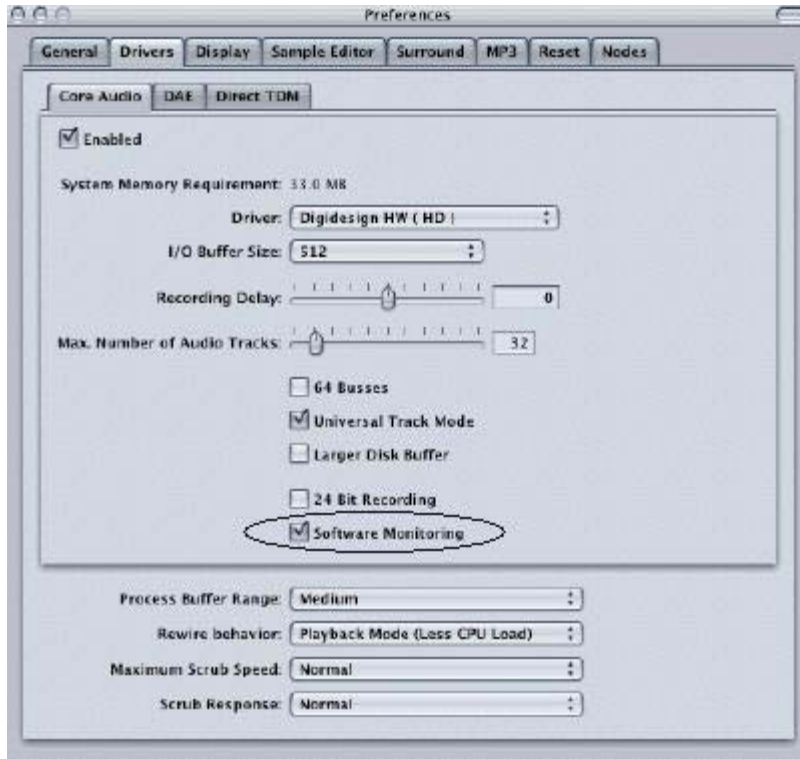 Preferences
General Drivers Display Sample Editor Surround MP3 Reset Nodes
Core Audio DAE Direct TDM
Enabled
System Memory Requirement: 33.0 MB
Driver: Digidesign HW ( HD )
I/O Buffer Size: 512
Recording Delay: 0
Max. Number of Audio Tracks: 32
64 Busses
Universal Track Mode
Larger Disk Buffer
24 Bit Recording
Software Monitoring
Process Buffer Range: Medium
Rewire behavior: Playback Mode (Less CPU Load)
Maximum Scrub Speed: Normal
Scrub Response: Normal